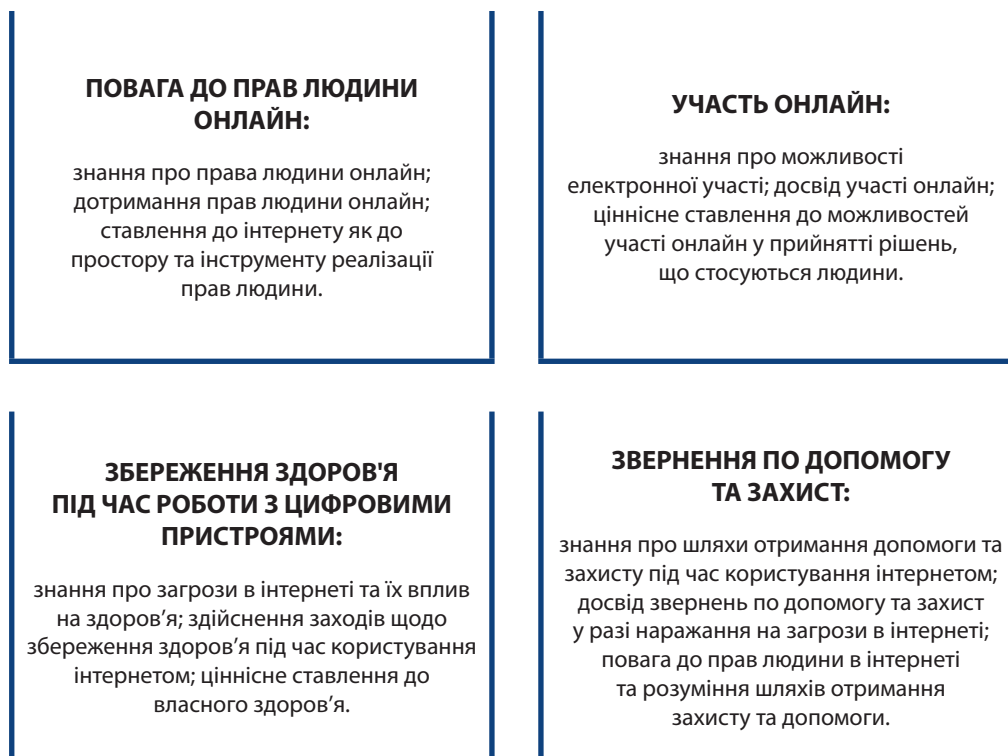 ПОВАГА ДО ПРАВ ЛЮДИНИ
ОНЛАЙН:
знання про права людини онлайн;
дотримання прав людини онлайн;
ставлення до інтернету як до
простору та інструменту реалізації
прав людини.
УЧАСТЬ ОНЛАЙН:
знання про можливості
електронної участі; досвід участі онлайн;
ціннісне ставлення до можливостей
участі онлайн у прийнятті рішень,
що стосуються людини.
ЗБЕРЕЖЕННЯ ЗДОРОВ'Я
ПІД ЧАС РОБОТИ З ЦИФРОВИМИ
ПРИСТРОЯМИ:
знання про загрози в інтернеті та їх вплив
на здоров’я; здійснення заходів щодо
збереження здоров’я під час користування
інтернетом; ціннісне ставлення до
власного здоров’я.
ЗВЕРНЕННЯ ПО ДОПОМОГУ
ТА ЗАХИСТ:
знання про шляхи отримання допомоги та
захисту під час користування інтернетом;
досвід звернень по допомогу та захист
у разі наражання на загрози в інтернеті;
повага до прав людини в інтернеті
та розуміння шляхів отримання
захисту та допомоги.